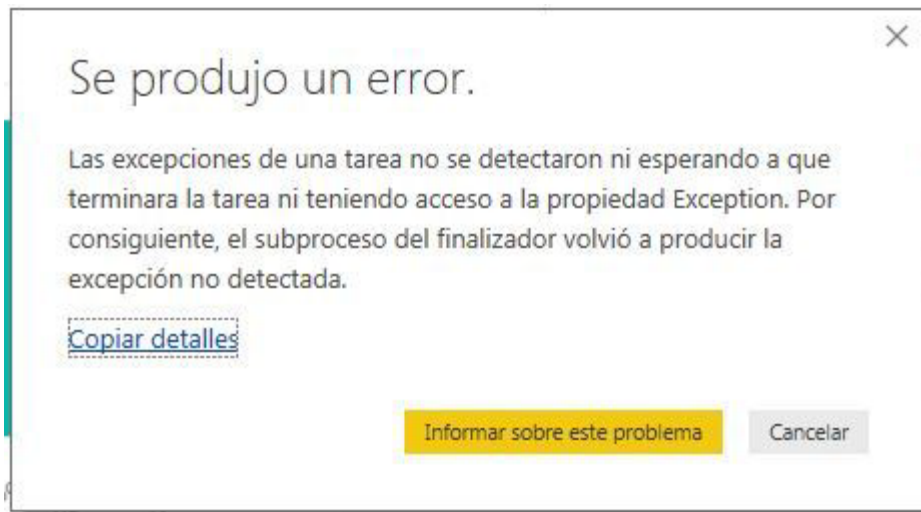 Se produjo un error.
Las excepciones de una tarea no se detectaron ni esperando a que
terminara la tarea ni teniendo acceso a la propiedad Exception. Por
consiguiente, el subproceso del finalizador volvió a producir la
excepción no detectada.
Copiar detalles
Informar sobre este problema
Cancelar